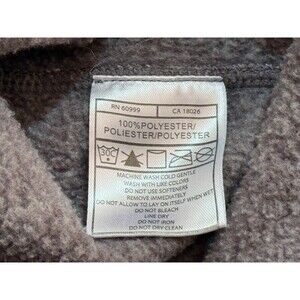 RN 60999 CA 18026
100%POLYESTER/
POLIESTER/POLYESTER
30C
MACHINE WASH COLD GENTLE
WASH WITH LIKE COLORS
DO NOT USE SOFTENERS
REMOVE IMMEDIATELY
DO NOT ALLOW TO LAY ON ITSELF WHEN WET
DO NOT BLEACH
LINE DRY
DO NOT IRON
DO NOT DRY CLEAN